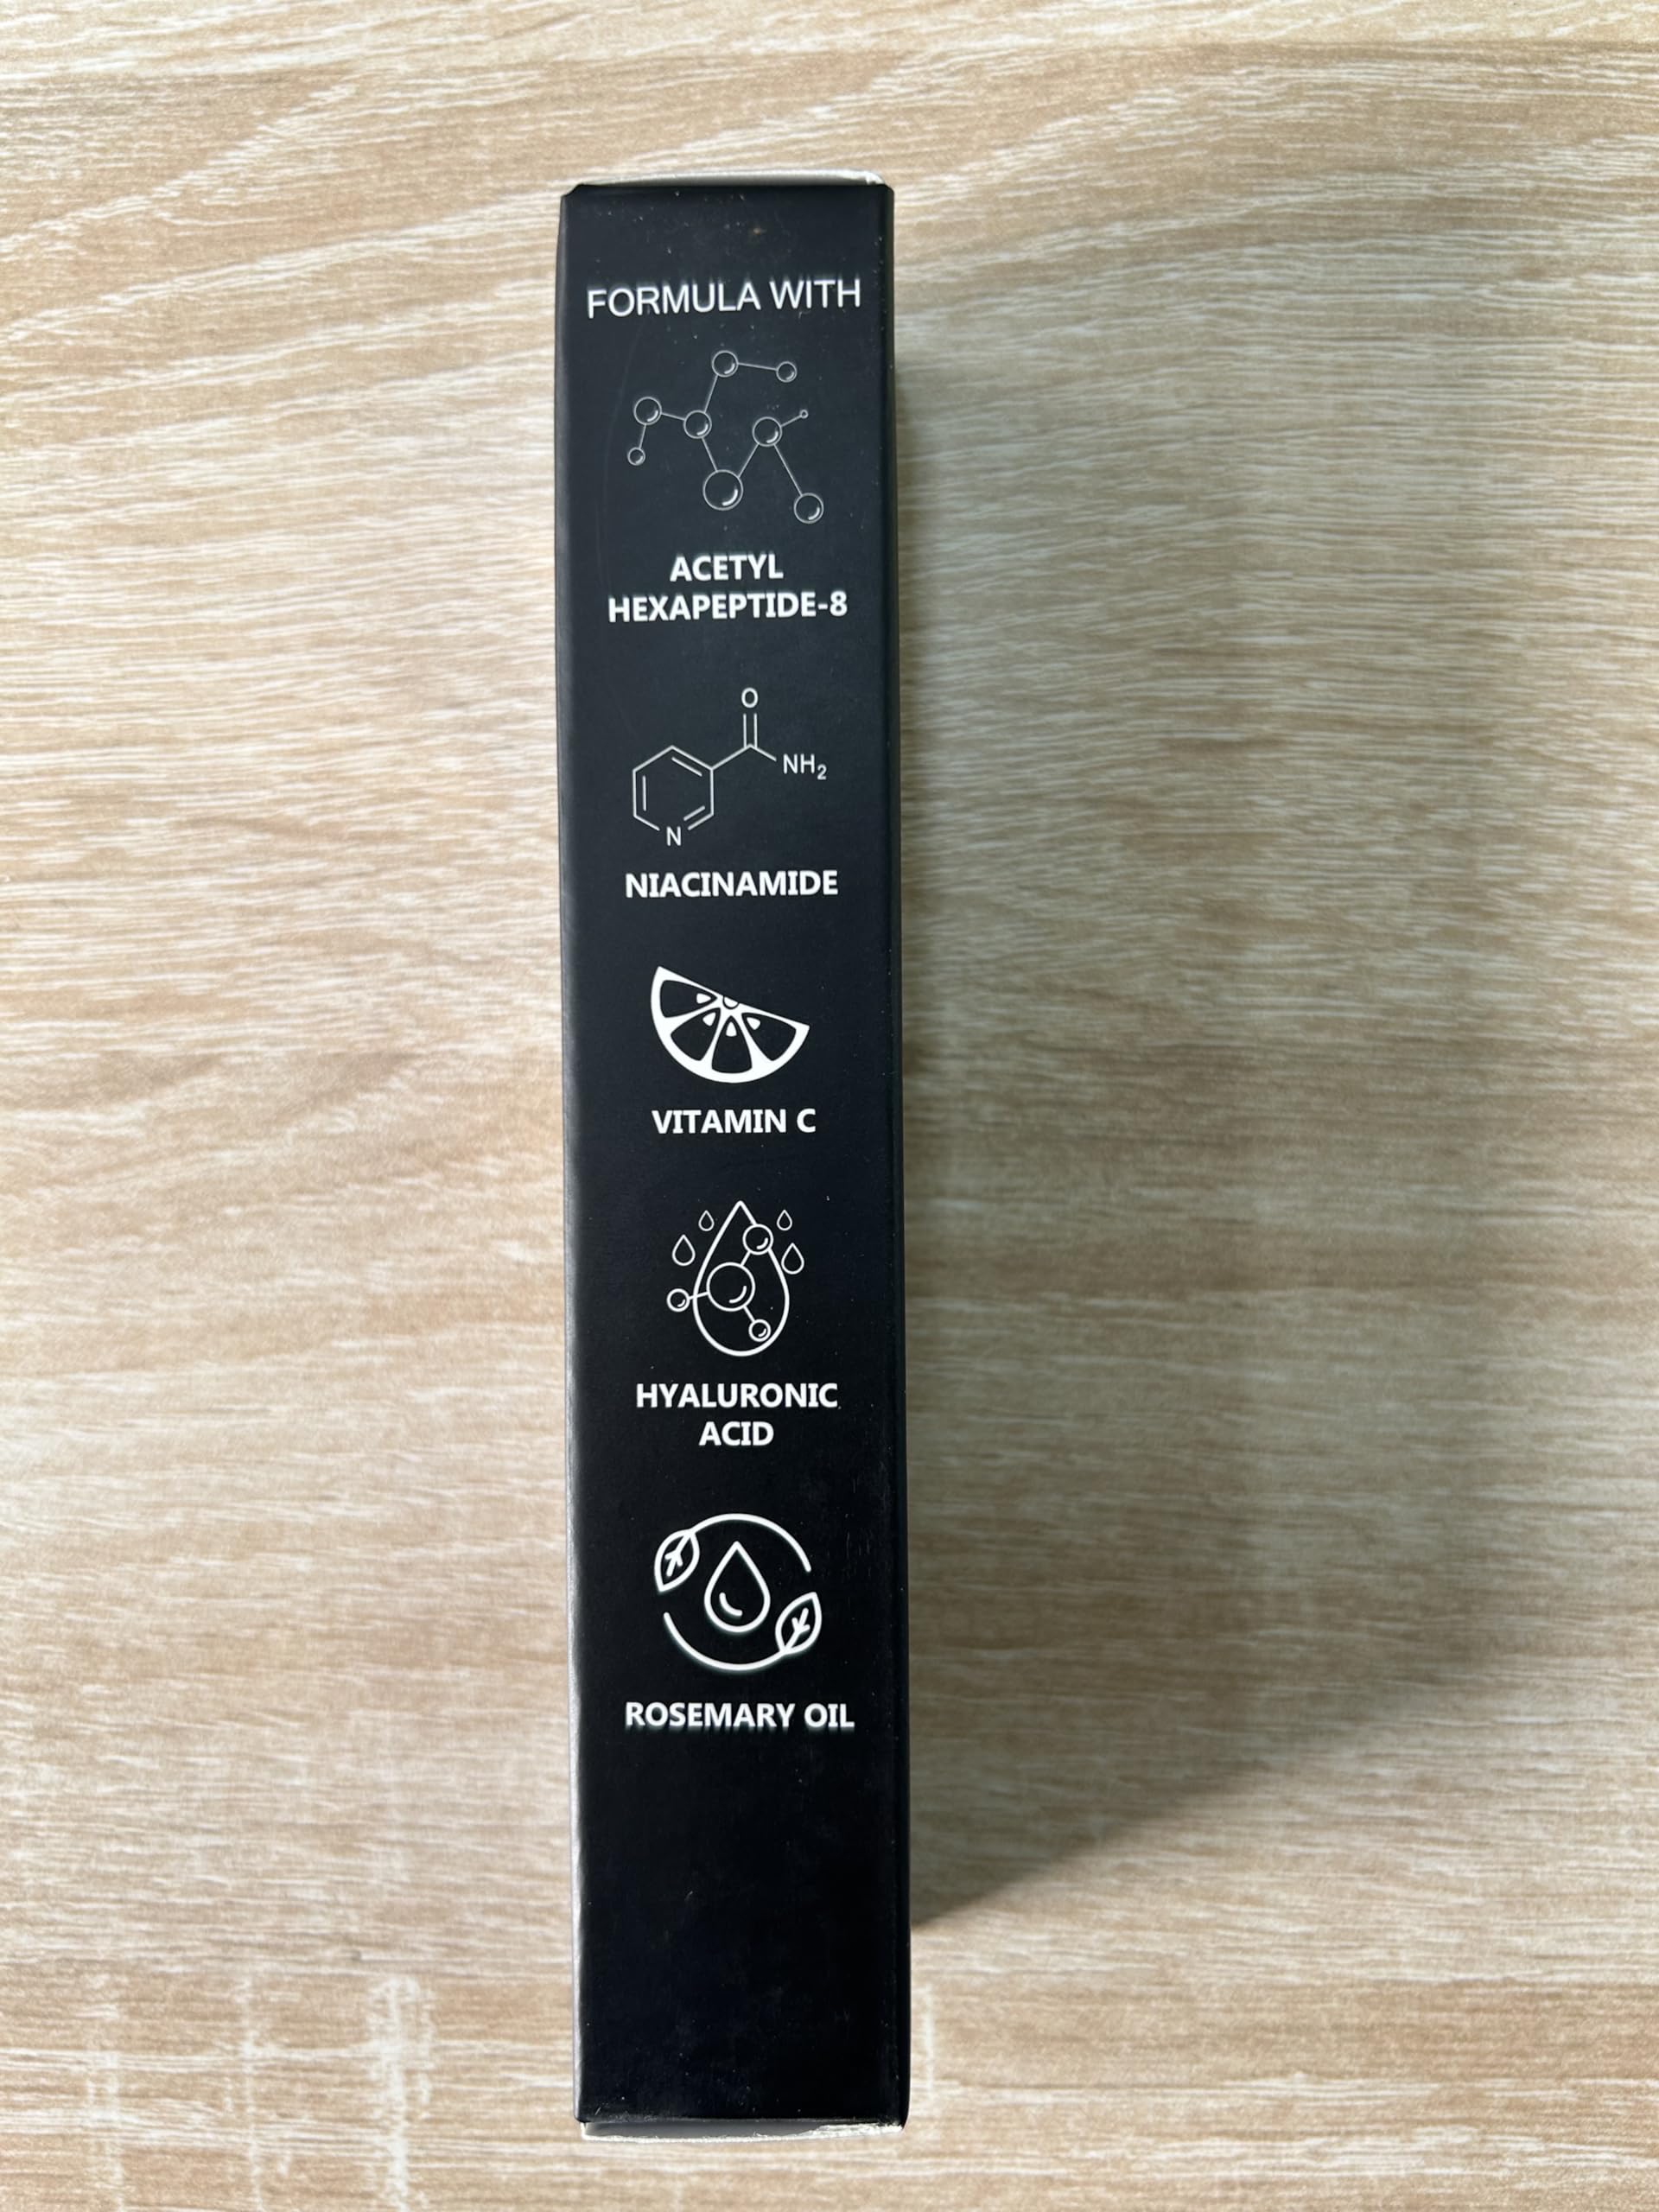 FORMULA WITH
ACETYL
HEXAPEPTIDE-8
O
NH₂
N
NIACINAMIDE
VITAMIN C
HYALURONIC
ACID
ROSEMARY OIL